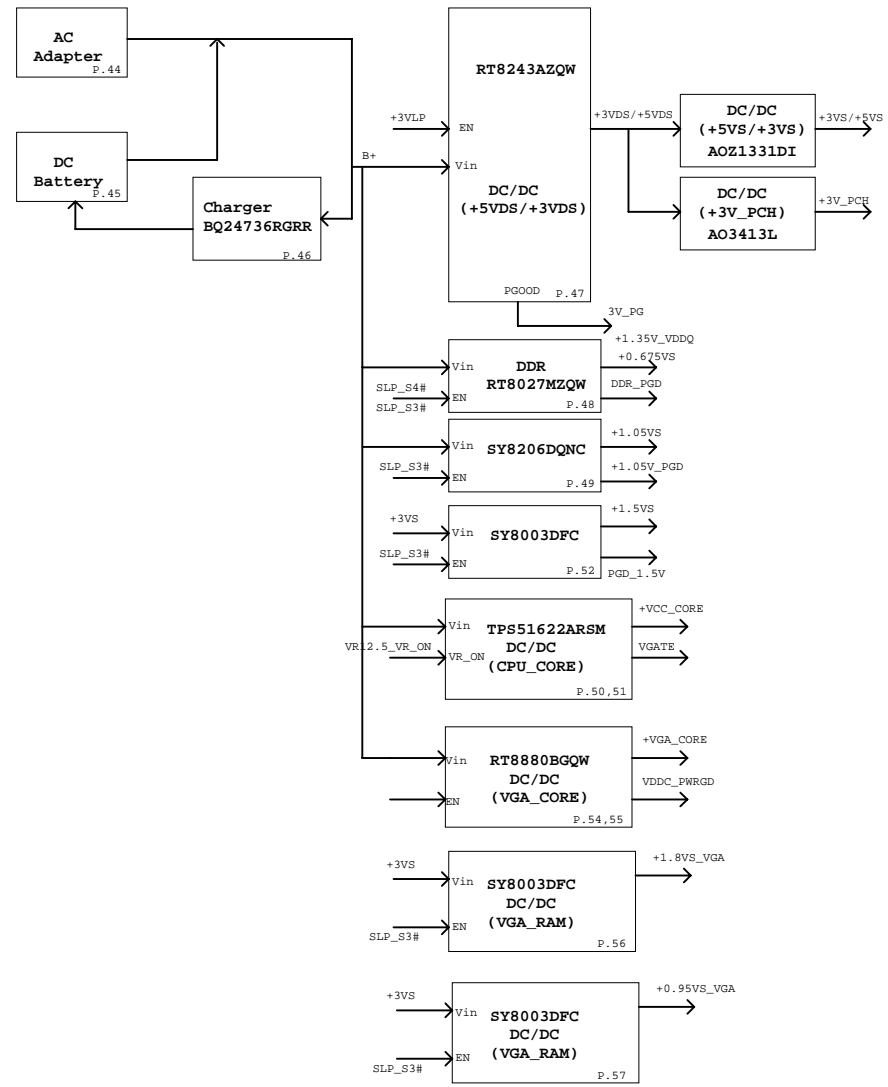 AC
Adapter
P.44
DC
Battery
P.45
Charger
BQ24736RGRR
P.46
B+
RT8243AZQW
+3VLP
EN
Vin
DC/DC
(+5VDS/+3VDS)
PGOOD
P.47
3V_PG
+3VDS/+5VDS
DC/DC
(+5VS/+3VS)
AOZ1331DI
+3VS/+5VS
DC/DC
(+3V_PCH)
AO3413L
+3V_PCH
Vin
DDR
RT8027MZQW
SLP_S4#
SLP_S3#
EN
P.48
+1.35V_VDDQ
+0.675VS
DDR_PGD
Vin
SY8206DQNC
SLP_S3#
EN
P.49
+1.05VS
+1.05V_PGD
+3VS
Vin
SY8003DFC
SLP_S3#
EN
P.52
+1.5VS
PGD_1.5V
Vin
TPS51622ARSM
DC/DC
(CPU_CORE)
VR12.5_VR_ON
VR_ON
P.50,51
+VCC_CORE
VGATE
Vin
RT8880BGQW
DC/DC
(VGA_CORE)
EN
P.54,55
+VGA_CORE
VDDC_PWRGD
+3VS
Vin
SY8003DFC
DC/DC
(VGA_RAM)
SLP_S3#
EN
P.56
+1.8VS_VGA
+3VS
Vin
SY8003DFC
DC/DC
(VGA_RAM)
SLP_S3#
EN
P.57
+0.95VS_VGA